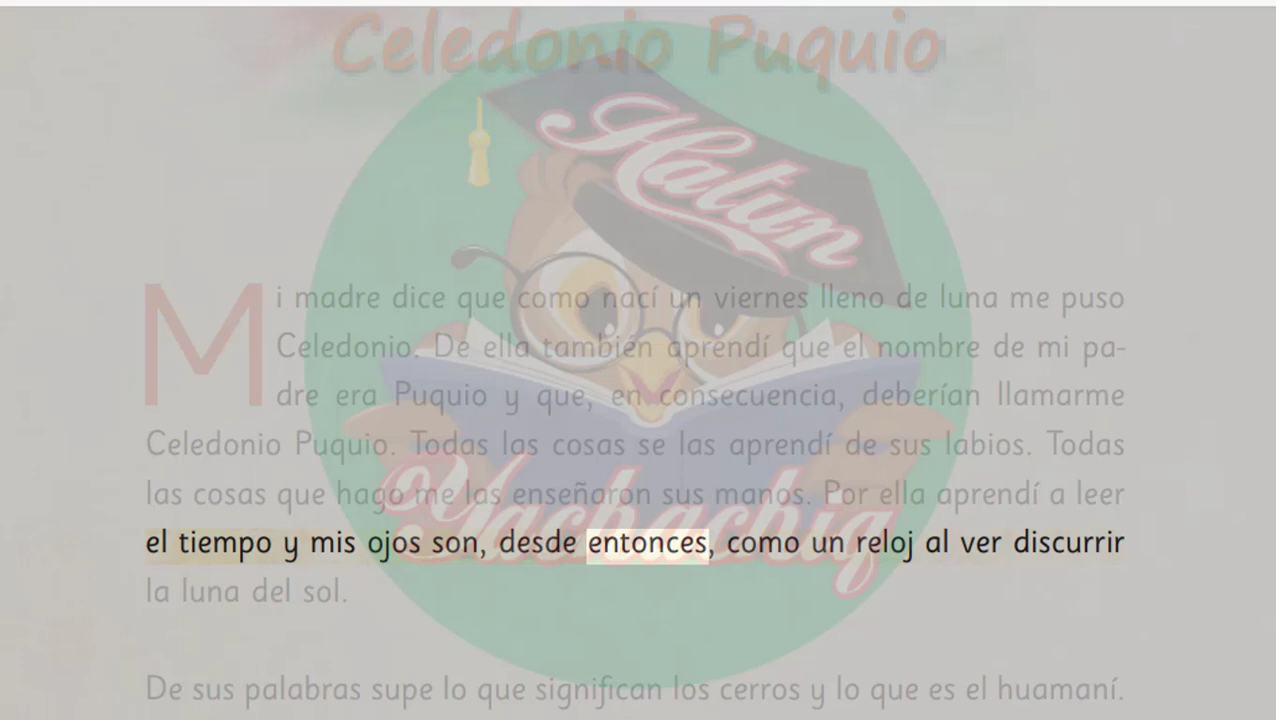 Celedonio Puquio
Hatun
Mi madre dice que como nací un viernes lleno de luna me puso
Celedonio. De ella también aprendí que el nombre de mi pa-
dre era Puquio y que, en consecuencia, deberían llamarme
Celedonio Puquio. Todas las cosas se las aprendí de sus labios. Todas
las cosas que hago me las enseñaron sus manos. Por ella aprendí a leer
el tiempo y mis ojos son, desde entonces, como un reloj al ver discurrir
la luna del sol.
Yachachiq
De sus palabras supe lo que significan los cerros y lo que es el huamaní.